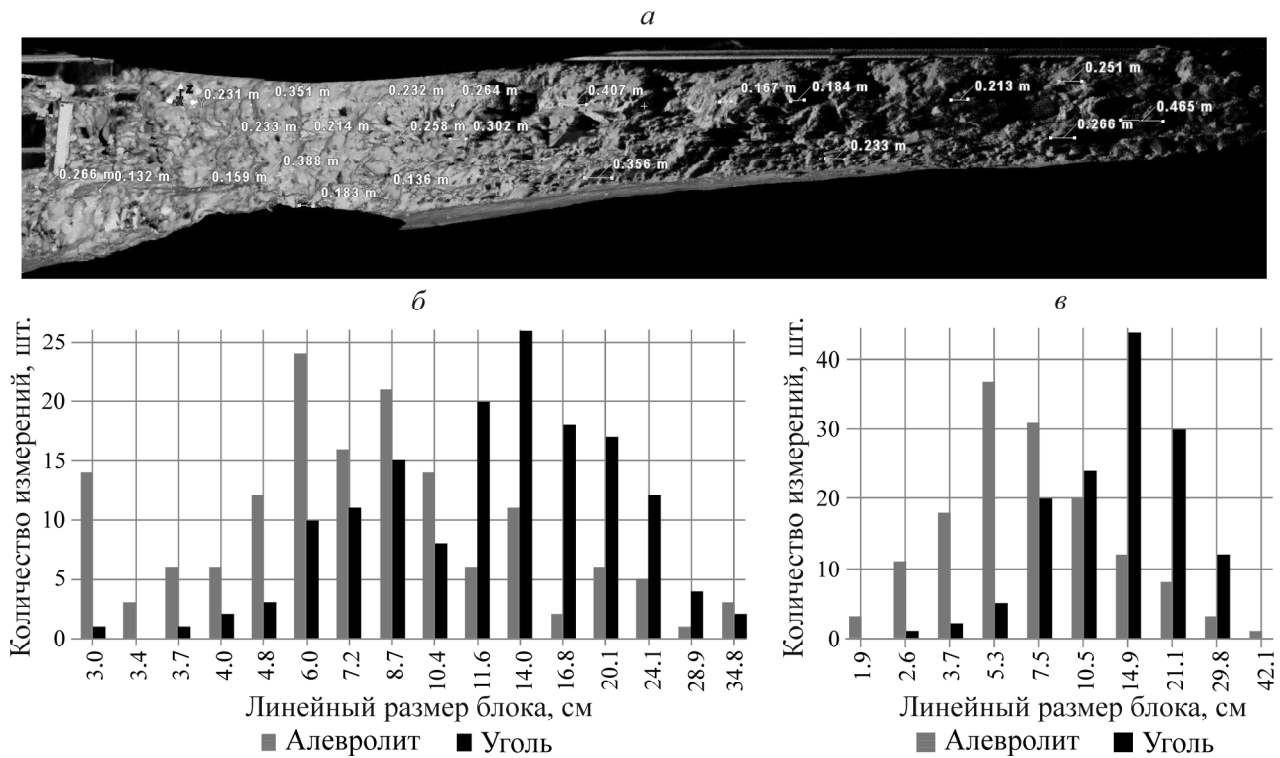 а
0.231 m 0.351 m 0.232 m 0.264 m 0.407 m 0.167 m 0.184 m 0.213 m 0.251 m
0.233 m 0.214 m 0.258 m 0.302 m 0.266 m 0.465 m
0.388 m 0.356 m 0.233 m
0.266 m 0.132 m 0.159 m 0.136 m
0.183 m
б
Количество измерений, шт.
25
20
15
10
5
0
3.0 3.4 3.7 4.0 4.8 6.0 7.2 8.7 10.4 11.6 14.0 16.8 20.1 24.1 28.9 34.8
Линейный размер блока, см
Алевролит Уголь
в
Количество измерений, шт.
40
30
20
10
0
1.9 2.6 3.7 5.3 7.5 10.5 14.9 21.1 29.8 42.1
Линейный размер блока, см
Алевролит Уголь